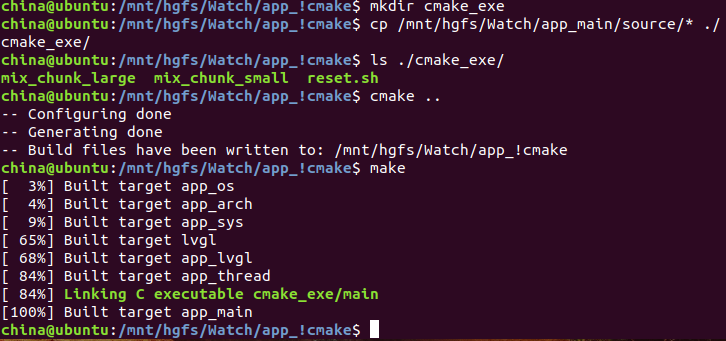 china@ubuntu:/mnt/hgfs/Watch/app_!cmake$ mkdir cmake_exe
china@ubuntu:/mnt/hgfs/Watch/app_!cmake$ cp /mnt/hgfs/Watch/app_main/source/* ./
cmake_exe/
china@ubuntu:/mnt/hgfs/Watch/app_!cmake$ ls ./cmake_exe/
mix_chunk_large  mix_chunk_small  reset.sh
china@ubuntu:/mnt/hgfs/Watch/app_!cmake$ cmake ..
-- Configuring done
-- Generating done
-- Build files have been written to: /mnt/hgfs/Watch/app_!cmake
china@ubuntu:/mnt/hgfs/Watch/app_!cmake$ make
[  3%] Built target app_os
[  4%] Built target app_arch
[  9%] Built target app_sys
[ 65%] Built target lvgl
[ 68%] Built target app_lvgl
[ 84%] Built target app_thread
[ 84%] Linking C executable cmake_exe/main
[100%] Built target app_main
china@ubuntu:/mnt/hgfs/Watch/app_!cmake$